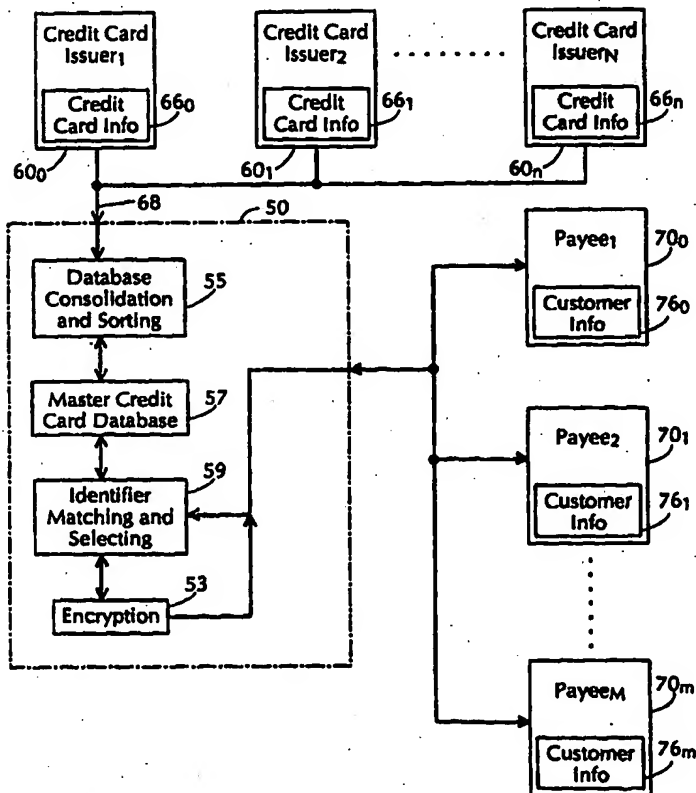 Credit Card
Issuer₁
Credit
Card Info
66₀
60₀
Credit Card
Issuer₂
Credit
Card Info
66₁
60₁
Credit Card
Issuer_N
Credit
Card Info
66ₙ
60ₙ
68
50
Database
Consolidation
and Sorting
55
Master Credit
Card Database
57
59
Identifier
Matching and
Selecting
53
Encryption
Payee₁
70₀
Customer
Info
76₀
Payee₂
70₁
Customer
Info
76₁
Payee_M
70ₘ
Customer
Info
76ₘ